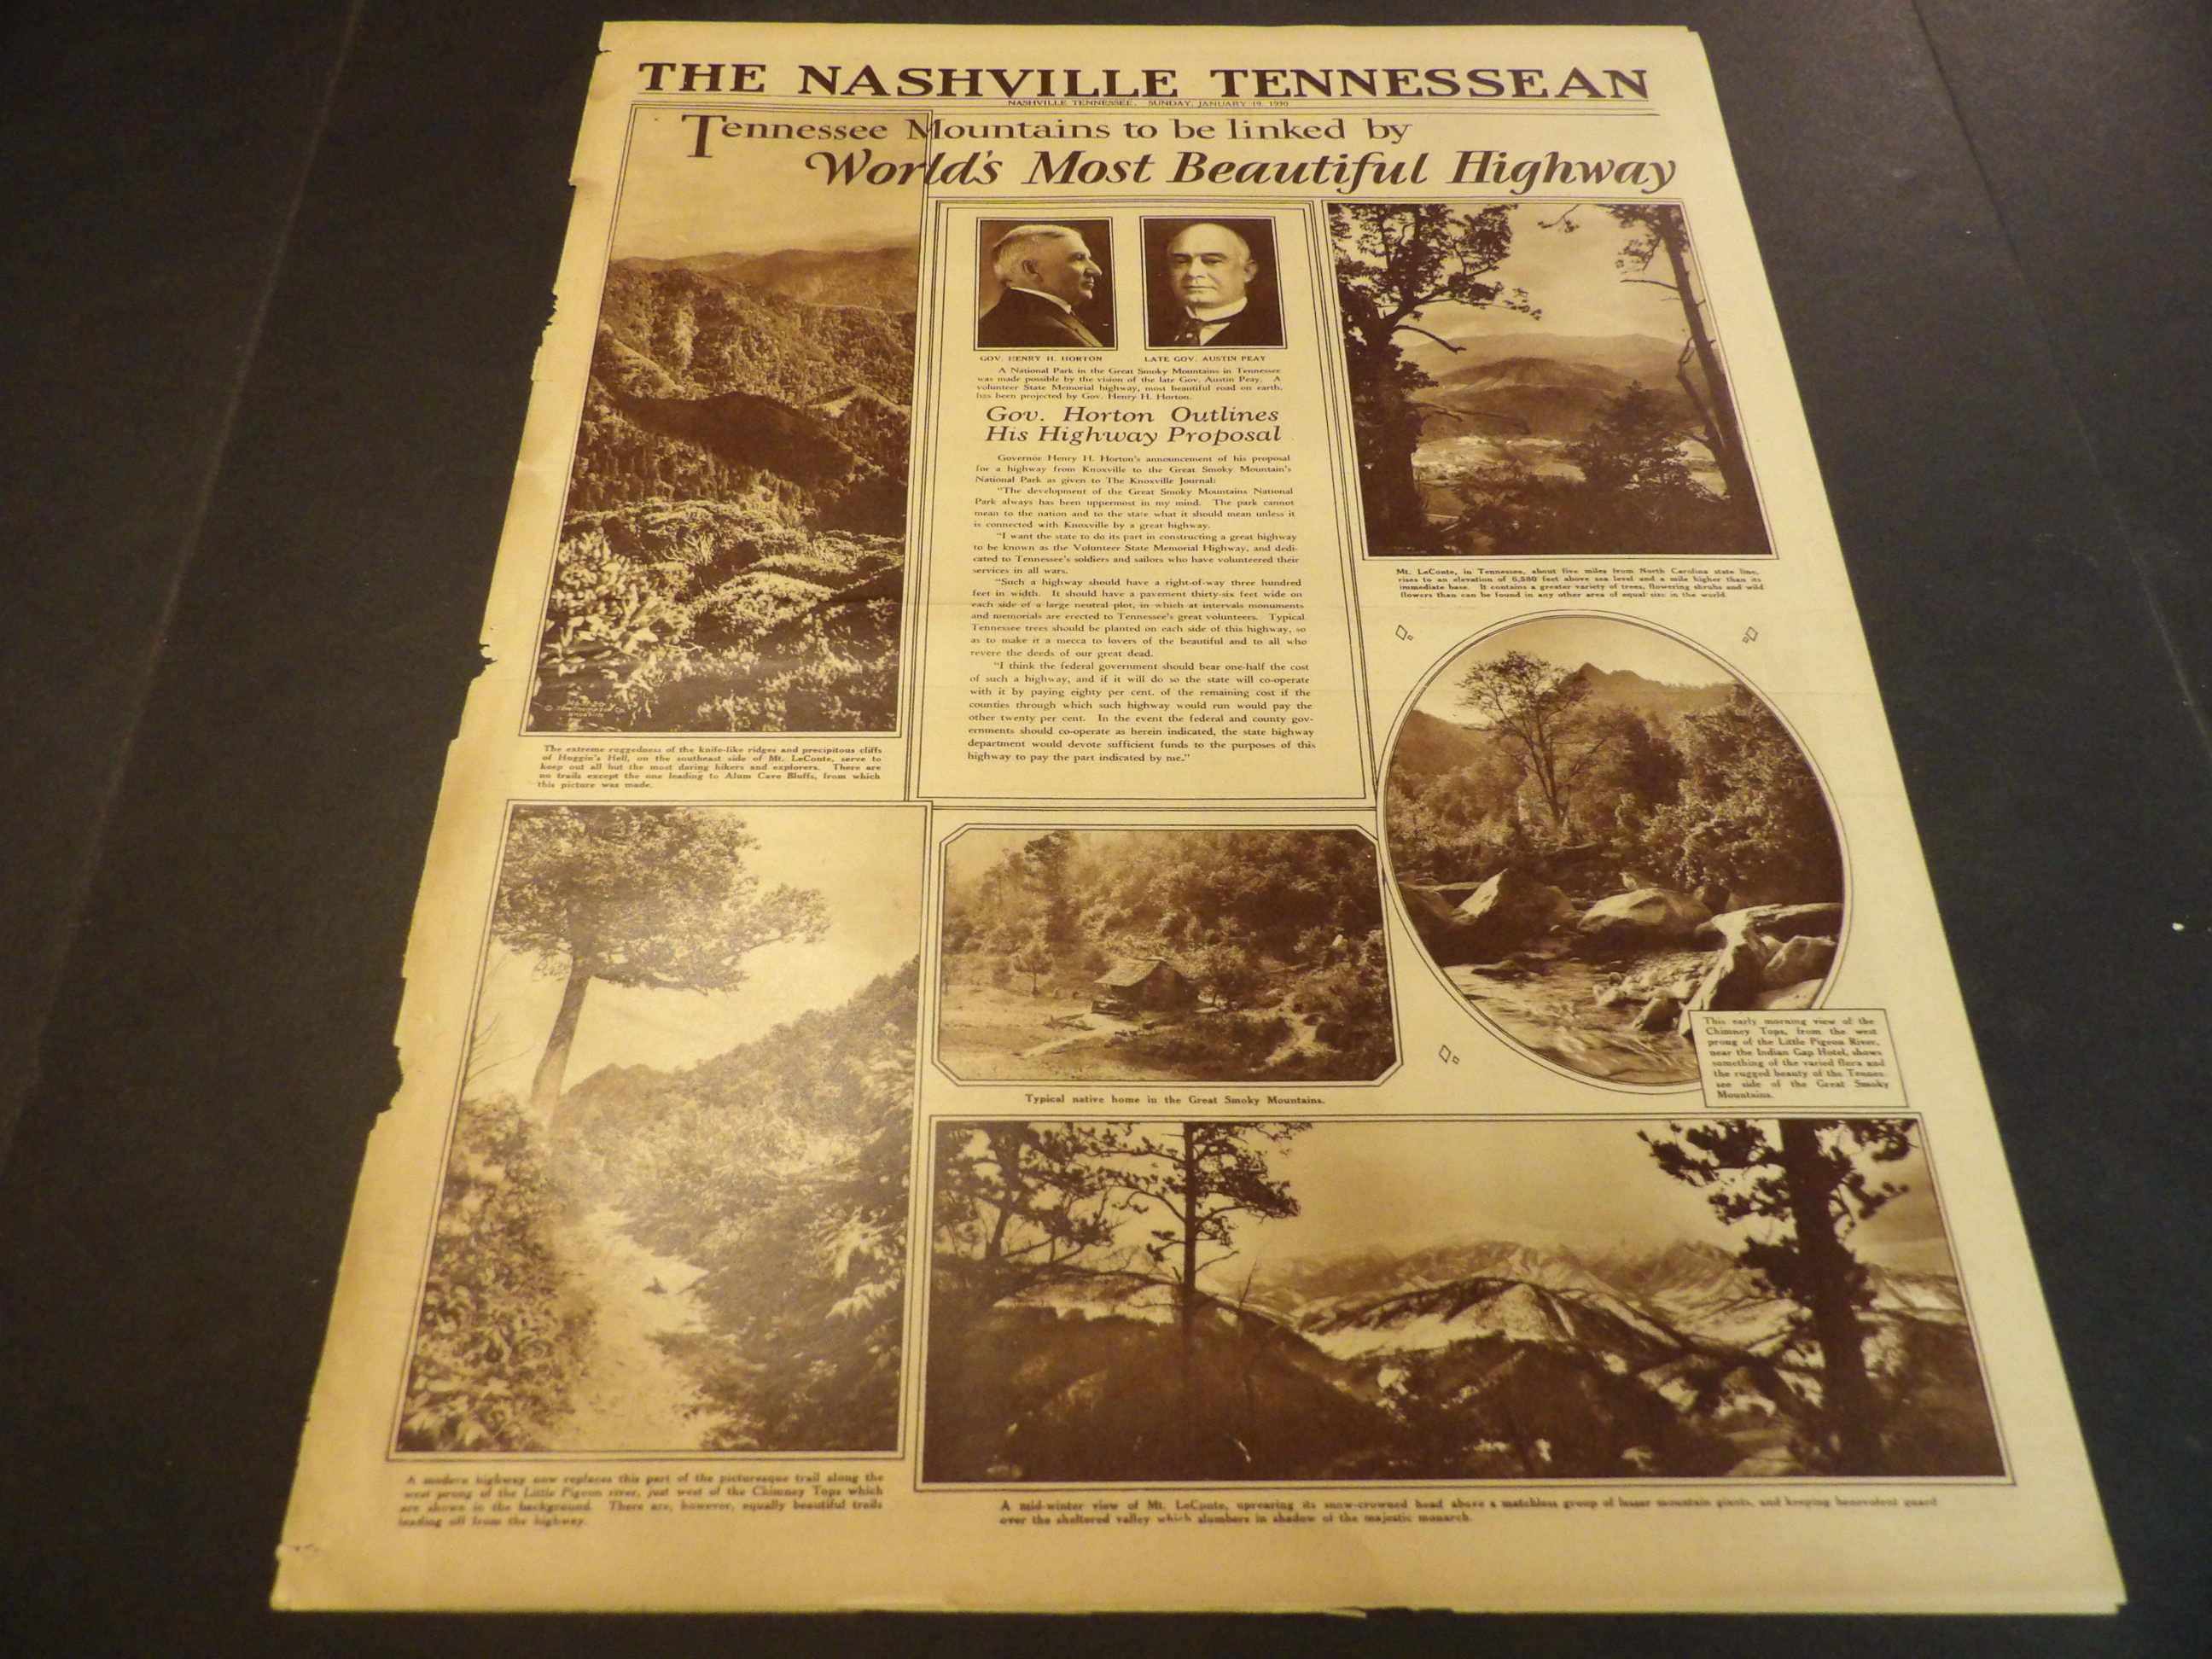 THE NASHVILLE TENNESSEAN
NASHVILLE TENNESSEE, SUNDAY, JANUARY 19, 1930
Tennessee Mountains to be linked by
World's Most Beautiful Highway
GOV. HENRY H. HORTON
LATE GOV. AUSTIN PEAY
A National Park in the Great Smoky Mountains in Tennessee
was made possible by the vision of the late Gov. Austin Peay. A
volunteer State Memorial highway, most beautiful road on earth,
has been projected by Gov. Henry H. Horton.
Gov. Horton Outlines
His Highway Proposal
Governor Henry H. Horton's announcement of his proposal
for a highway from Knoxville to the Great Smoky Mountain's
National Park as given to The Knoxville Journal:
"The development of the Great Smoky Mountains National
Park always has been uppermost in my mind. The park cannot
mean to the nation and to the state what it should mean unless it
is connected with Knoxville by a great highway.
"I want the state to do its part in constructing a great highway
to be known as the Volunteer State Memorial Highway, and dedi-
cated to Tennessee's soldiers and sailors who have volunteered their
services in all wars.
"Such a highway should have a right-of-way three hundred
feet in width. It should have a pavement thirty-six feet wide on
each side of a large neutral plot, in which at intervals monuments
and memorials are erected to Tennessee's great volunteers. Typical
Tennessee trees should be planted on each side of this highway, so
as to make it a mecca to lovers of the beautiful and to all who
revere the deeds of our great dead.
"I think the federal government should bear one-half the cost
of such a highway, and if it will do so the state will co-operate
with it by paying eighty per cent. of the remaining cost if the
counties through which such highway would run would pay the
other twenty per cent. In the event the federal and county gov-
ernments should co-operate as herein indicated, the state highway
department would devote sufficient funds to the purposes of this
highway to pay the part indicated by me."
Mt. LeConte, in Tennessee, about five miles from North Carolina state line,
rises to an elevation of 6,580 feet above sea level and a mile higher than its
immediate base. It contains a greater variety of trees, flowering shrubs and wild
flowers than can be found in any other area of equal size in the world.
The extreme ruggedness of the knife-like ridges and precipitous cliffs
of Huggin's Hell, on the southeast side of Mt. LeConte, serve to
keep out all but the most daring hikers and explorers. There are
no trails except the one leading to Alum Cave Bluffs, from which
this picture was made.
This early morning view of the
Chimney Tops, from the west
prong of the Little Pigeon River,
near the Indian Gap Hotel, shows
something of the varied flora and
the rugged beauty of the Tennes-
see side of the Great Smoky
Mountains.
Typical native home in the Great Smoky Mountains.
A modern highway now replaces this part of the picturesque trail along the
west prong of the Little Pigeon river, just west of the Chimney Tops which
are shown in the background. There are, however, equally beautiful trails
leading off from the highway.
A mid-winter view of Mt. LeConte, uprearing its snow-crowned head above a matchless group of lesser mountain giants, and keeping benevolent guard
over the sheltered valley which slumbers in shadow of the majestic monarch.